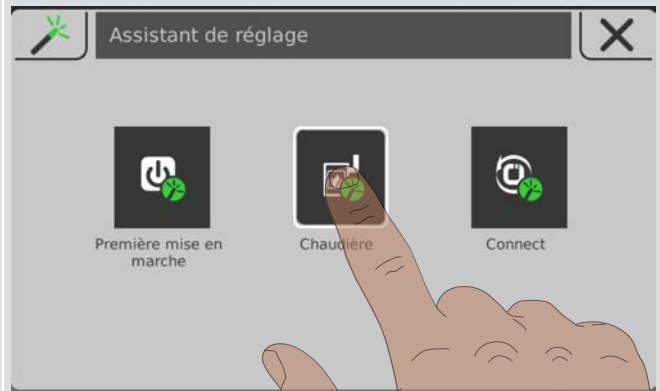 Assistant de réglage
Première mise en
marche
Chaudière
Connect